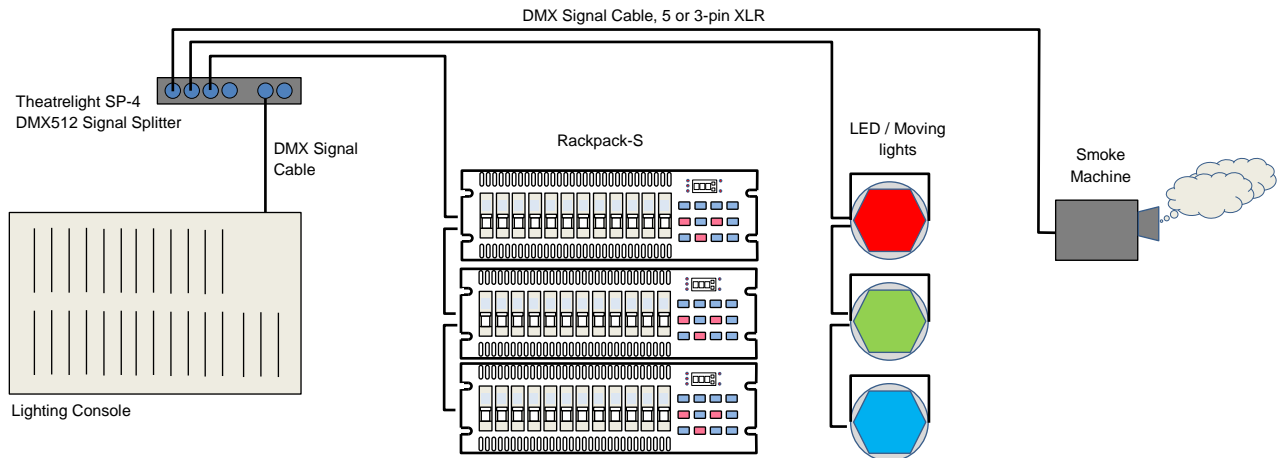 DMX Signal Cable, 5 or 3-pin XLR
Theatrelight SP-4
DMX512 Signal Splitter
DMX Signal
Cable
Rackpack-S
LED / Moving
lights
Smoke
Machine
Lighting Console